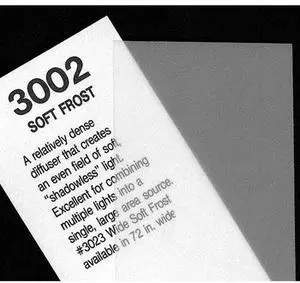 3002
SOFT FROST
A relatively dense
diffuser that creates
an even field of soft,
"shadowless" light.
Excellent for combining
multiple lights into a
single, large area source.
#3023 Wide Soft Frost
available in 72 in. wide